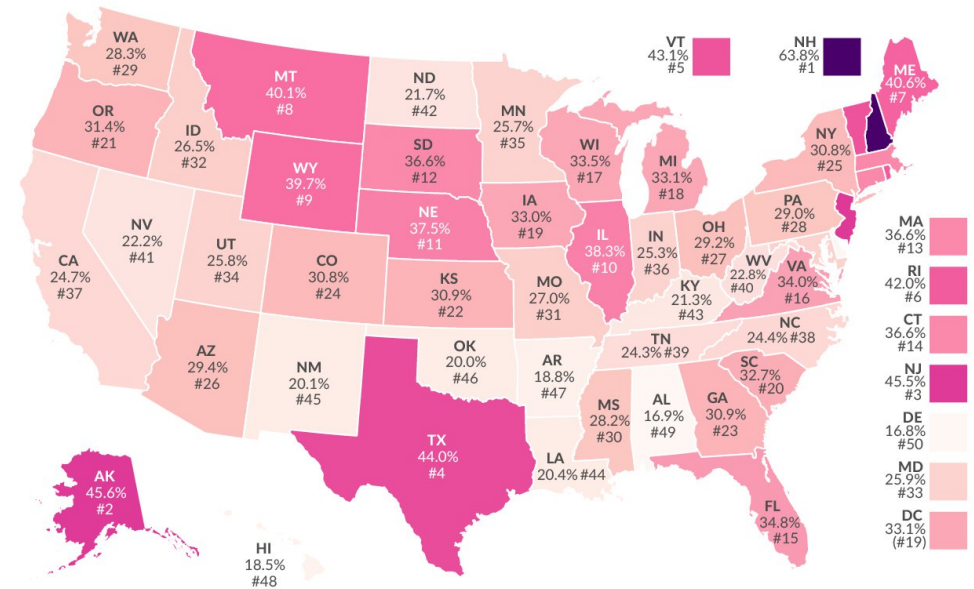 WA
28.3%
#29
MT
40.1%
#8
ND
21.7%
#42
MN
25.7%
#35
VT
43.1%
#5
NH
63.8%
#1
ME
40.6%
#7
OR
31.4%
#21
ID
26.5%
#32
WY
39.7%
#9
SD
36.6%
#12
WI
33.5%
#17
MI
33.1%
#18
NY
30.8%
#25
NV
22.2%
#41
UT
25.8%
#34
CO
30.8%
#24
NE
37.5%
#11
IA
33.0%
#19
IL
38.3%
#10
IN
25.3%
#36
OH
29.2%
#27
PA
29.0%
#28
CA
24.7%
#37
KS
30.9%
#22
MO
27.0%
#31
KY
21.3%
#43
WV
22.8%
#40
VA
34.0%
#16
MA
36.6%
#13
RI
42.0%
#6
CT
36.6%
#14
NJ
45.5%
#3
DE
16.8%
#50
MD
25.9%
#33
DC
33.1%
(#19)
AZ
29.4%
#26
NM
20.1%
#45
OK
20.0%
#46
AR
18.8%
#47
TN
24.3% #39
NC
24.4% #38
SC
32.7%
#20
MS
28.2%
#30
AL
16.9%
#49
GA
30.9%
#23
TX
44.0%
#4
LA
20.4% #44
FL
34.8%
#15
AK
45.6%
#2
HI
18.5%
#48